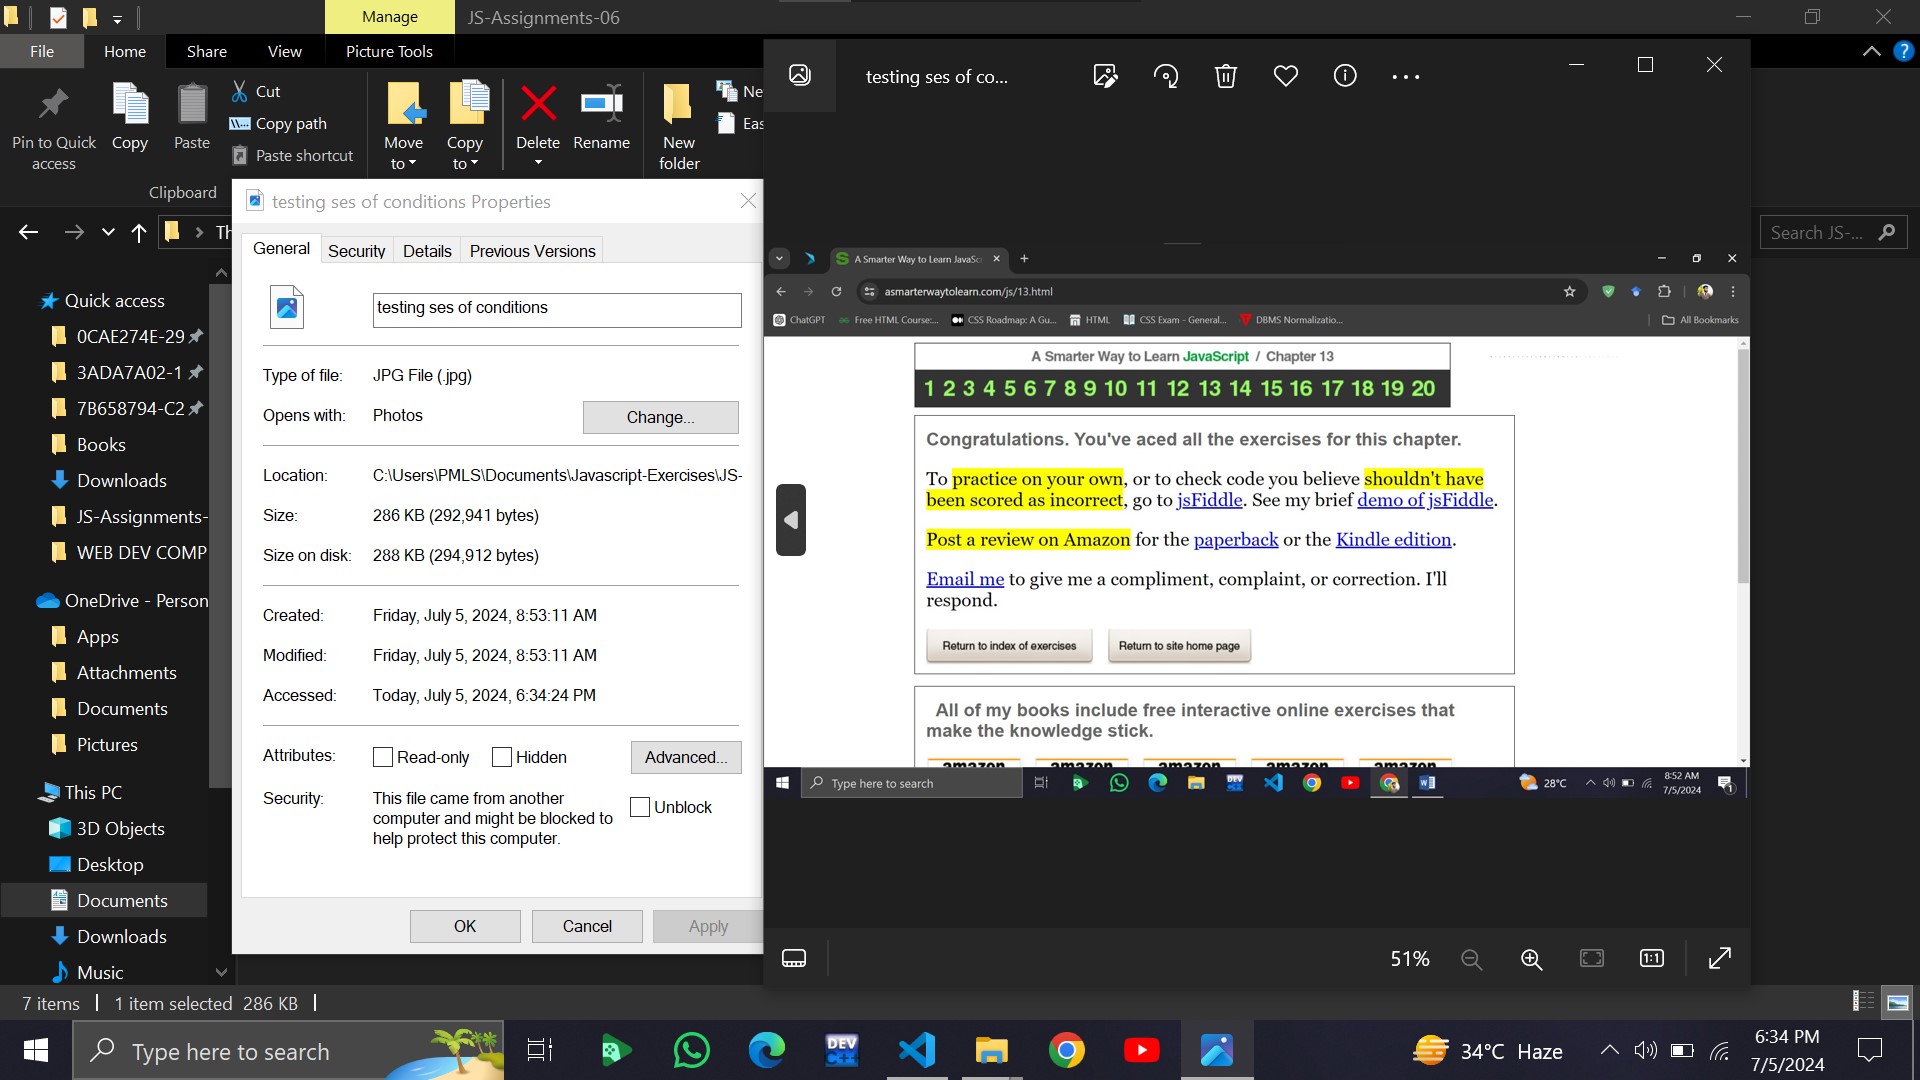 Manage
JS-Assignments-06
File
Home
Share
View
Picture Tools
Pin to Quick access
Copy
Paste
Cut
Copy path
Paste shortcut
Clipboard
Move to
Copy to
Delete
Rename
New folder
testing ses of co...
Search JS-...
testing ses of conditions Properties
General
Security
Details
Previous Versions
testing ses of conditions
Type of file:
JPG File (.jpg)
Opens with:
Photos
Change...
Location:
C:\Users\PMLS\Documents\Javascript-Exercises\JS-
Size:
286 KB (292,941 bytes)
Size on disk:
288 KB (294,912 bytes)
Created:
Friday, July 5, 2024, 8:53:11 AM
Modified:
Friday, July 5, 2024, 8:53:11 AM
Accessed:
Today, July 5, 2024, 6:34:24 PM
Attributes:
Read-only
Hidden
Advanced...
Security:
This file came from another
computer and might be blocked to
help protect this computer.
Unblock
OK
Cancel
Apply
Quick access
0CAE274E-29
3ADA7A02-1
7B658794-C2
Books
Downloads
JS-Assignments-
WEB DEV COMP
OneDrive - Person
Apps
Attachments
Documents
Pictures
This PC
3D Objects
Desktop
Documents
Downloads
Music
A Smarter Way to Learn JavaSc
asmarterwaytolearn.com/js/13.html
ChatGPT
Free HTML Course:...
CSS Roadmap: A Gu...
HTML
CSS Exam - General...
DBMS Normalizatio...
All Bookmarks
A Smarter Way to Learn JavaScript / Chapter 13
1 2 3 4 5 6 7 8 9 10 11 12 13 14 15 16 17 18 19 20
Congratulations. You've aced all the exercises for this chapter.
To practice on your own, or to check code you believe shouldn't have
been scored as incorrect, go to jsFiddle. See my brief demo of jsFiddle.
Post a review on Amazon for the paperback or the Kindle edition.
Email me to give me a compliment, complaint, or correction. I'll
respond.
Return to index of exercises
Return to site home page
All of my books include free interactive online exercises that
make the knowledge stick.
amazon amazon amazon amazon amazon
Type here to search
28°C
8:52 AM
7/5/2024
51%
1:1
7 items
1 item selected 286 KB
Type here to search
DEV
C++
34°C Haze
6:34 PM
7/5/2024